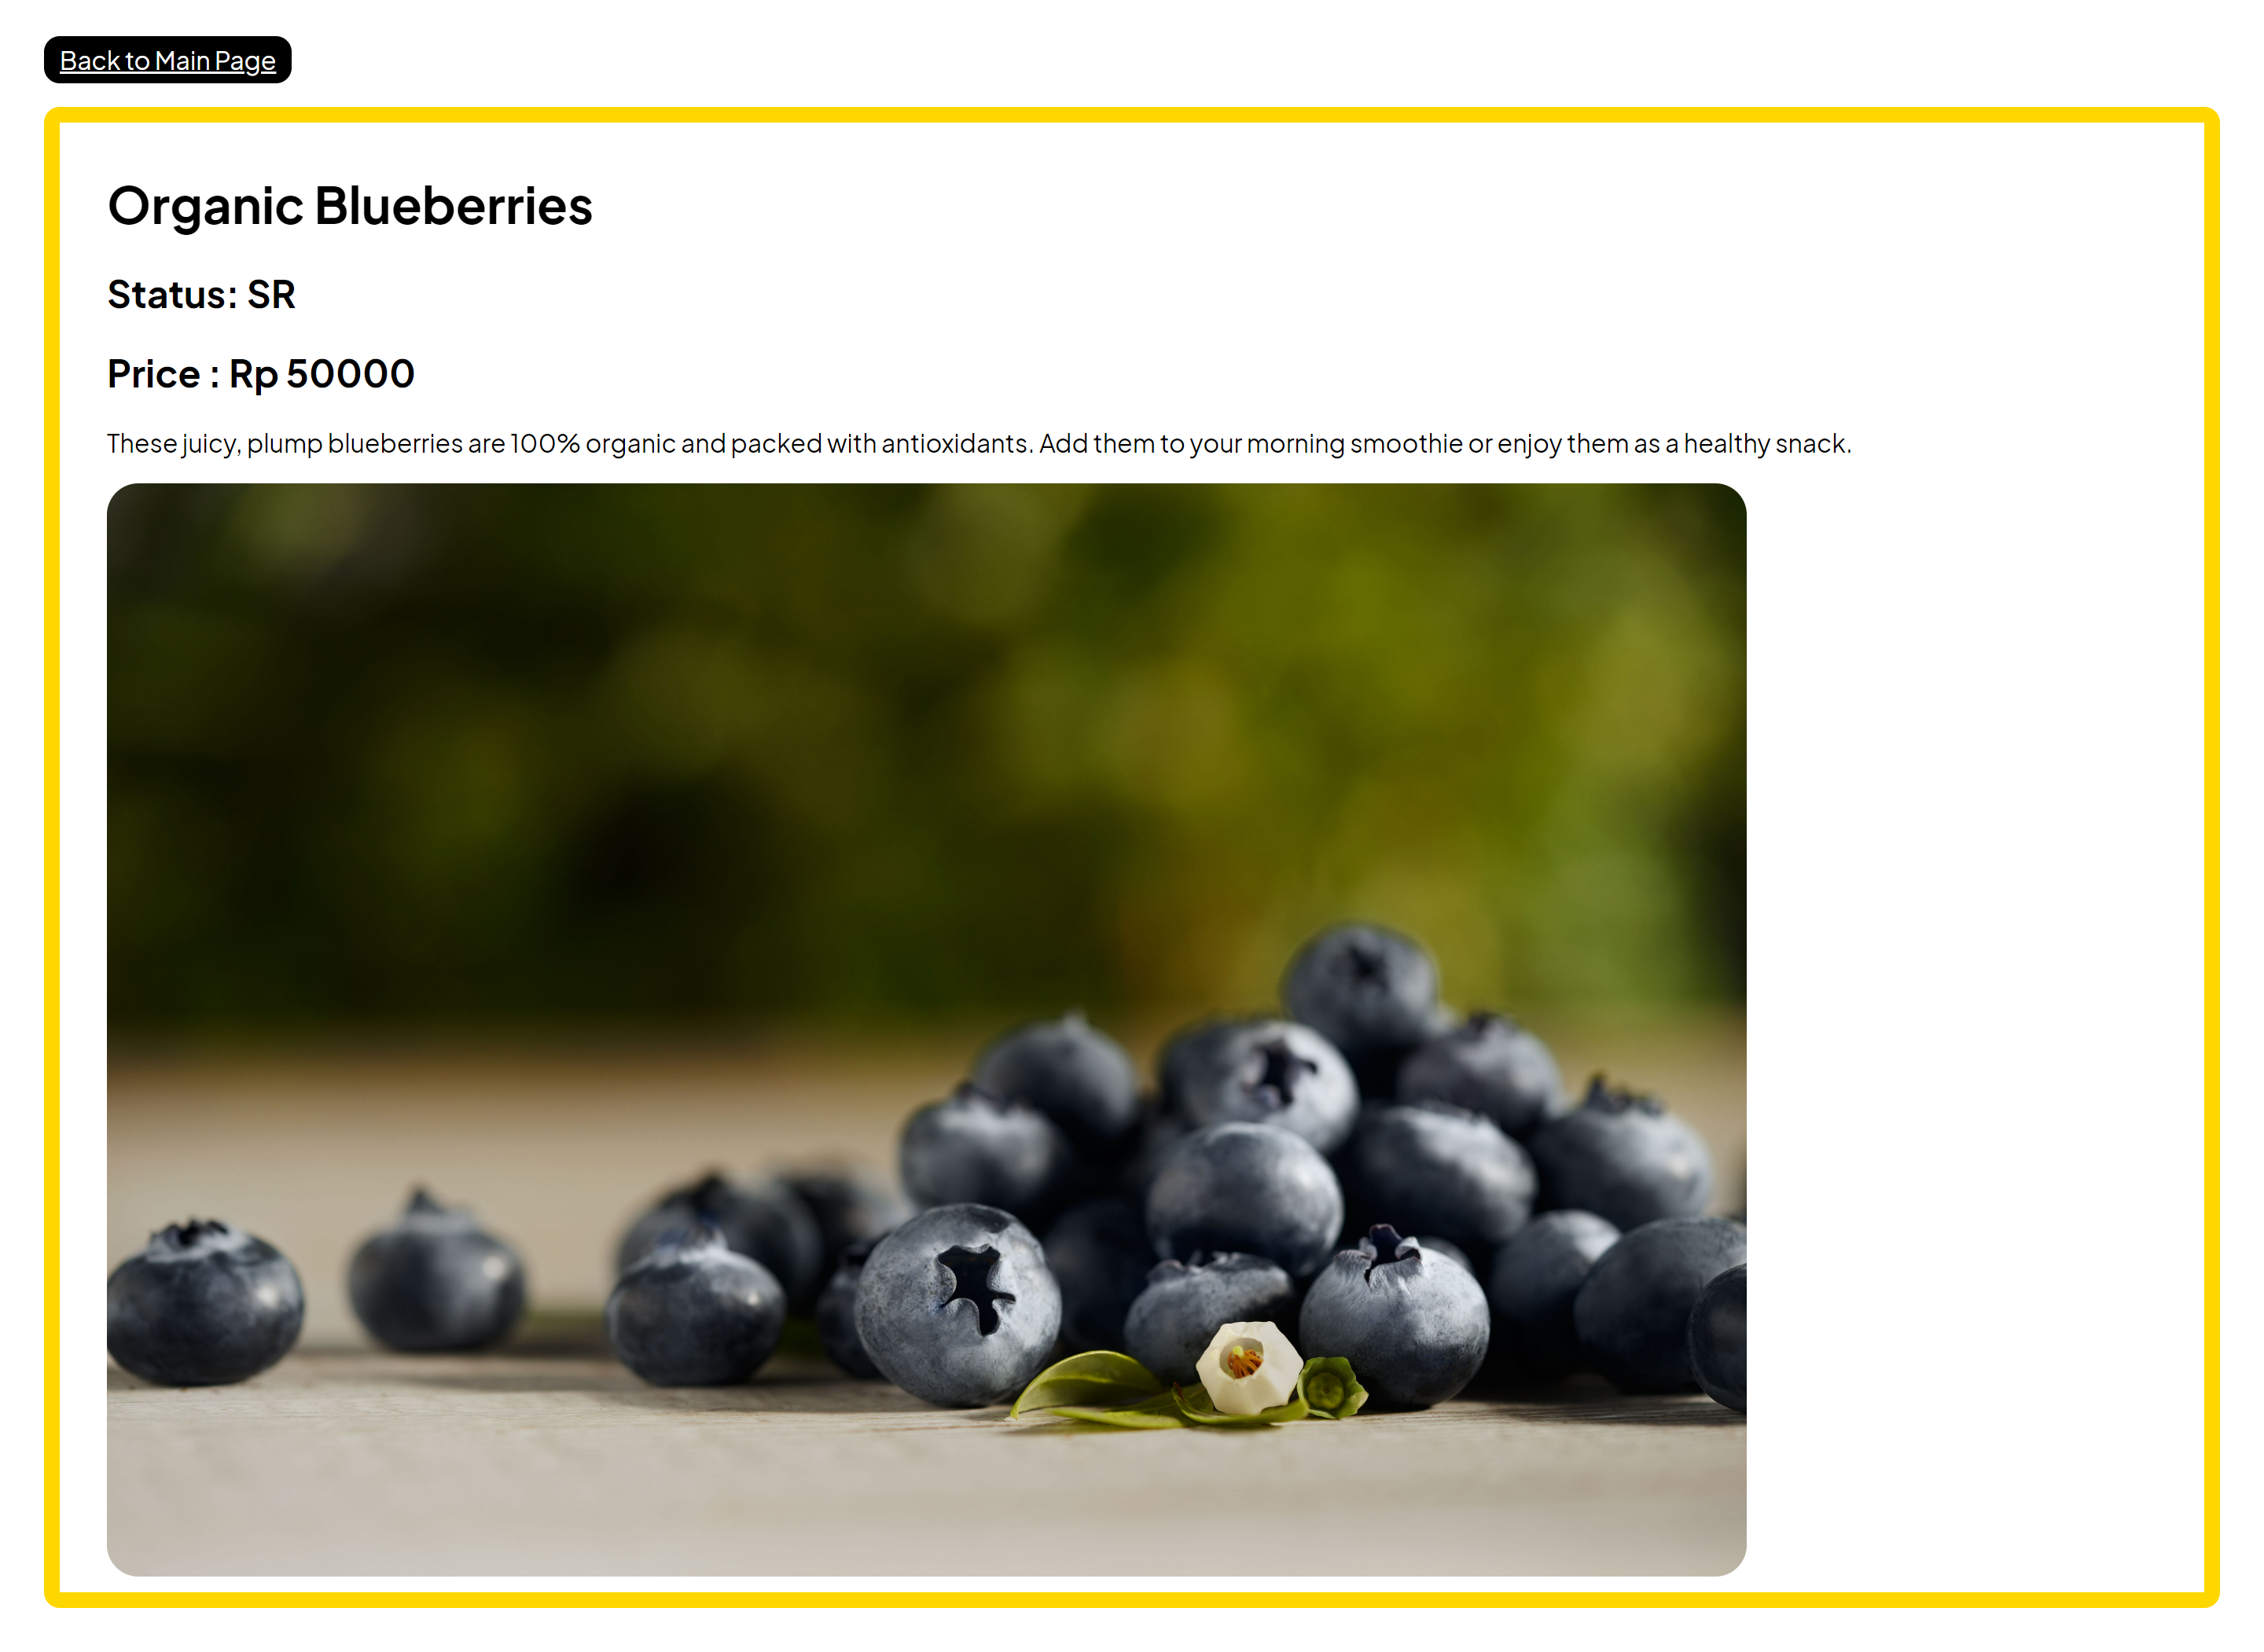 Back to Main Page
Organic Blueberries
Status: SR
Price : Rp 50000
These juicy, plump blueberries are 100% organic and packed with antioxidants. Add them to your morning smoothie or enjoy them as a healthy snack.